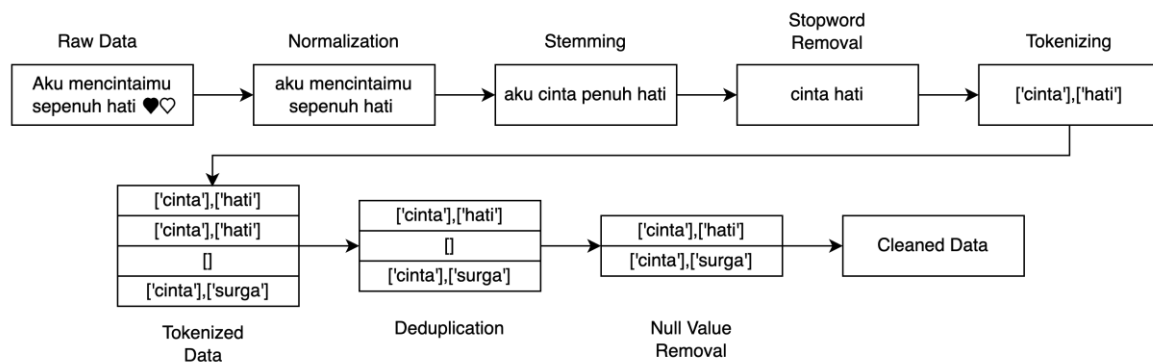 Raw Data
Normalization
Stemming
Stopword
Removal
Tokenizing
Aku mencintaimu
sepenuh hati 🖤♡
aku mencintaimu
sepenuh hati
aku cinta penuh hati
cinta hati
['cinta'],['hati']
['cinta'],['hati']
['cinta'],['hati']
[]
['cinta'],['surga']
Tokenized
Data
['cinta'],['hati']
[]
['cinta'],['surga']
Deduplication
['cinta'],['hati']
['cinta'],['surga']
Null Value
Removal
Cleaned Data